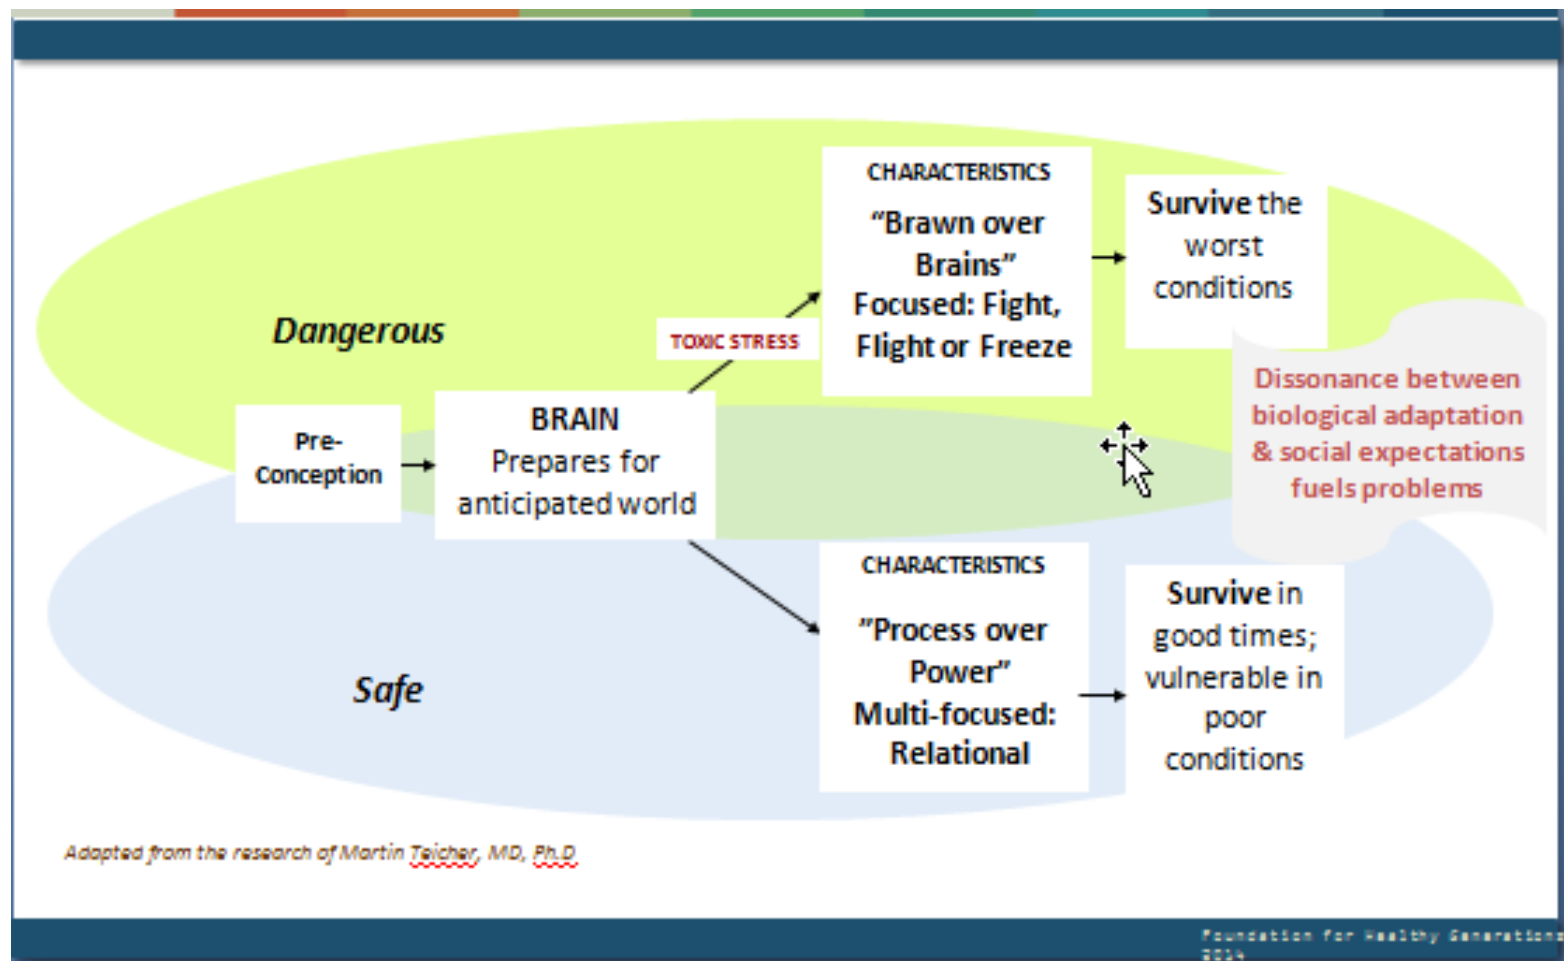 Dangerous
Pre-
Conception
BRAIN
Prepares for
anticipated world
TOXIC STRESS
CHARACTERISTICS
“Brawn over
Brains”
Focused: Fight,
Flight or Freeze
Survive the
worst
conditions
Dissonance between
biological adaptation
& social expectations
fuels problems
Safe
CHARACTERISTICS
”Process over
Power”
Multi-focused:
Relational
Survive in
good times;
vulnerable in
poor
conditions
Adapted from the research of Martin Teicher, MD, Ph.D
Foundation for Healthy Generations
2014